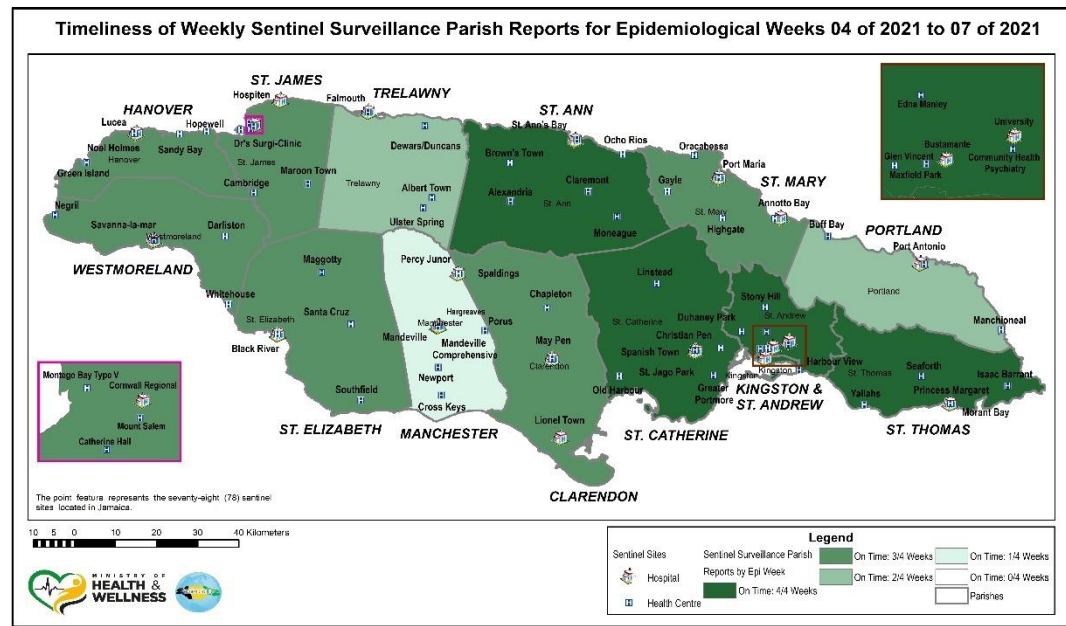 Timeliness of Weekly Sentinel Surveillance Parish Reports for Epidemiological Weeks 04 of 2021 to 07 of 2021
ST. JAMES
Hospiten
TRELAWNY
Falmouth
HANOVER
Lucea
Hopewell
Noel Holmes
Hanover
Sandy Bay
Green Island
Dr's Surgi-Clinic
St. James
Maroon Town
Cambridge
Dewars/Duncans
Trelawny
Albert Town
Ulster Spring
ST. ANN
St. Ann's Bay
Ocho Rios
Brown's Town
Claremont
Alexandria
St. Ann
Moneague
Oracabessa
Port Maria
Gayle
ST. MARY
St. Mary
Highgate
Annotto Bay
Buff Bay
PORTLAND
Port Antonio
Portland
Manchioneal
Edna Manley
University
Bustamante
Glen Vincent
Maxfield Park
Community Health
Psychiatry
Negril
Savanna-la-mar
Westmoreland
Darliston
WESTMORELAND
Whitehouse
Maggotty
St. Elizabeth
Santa Cruz
Black River
Southfield
ST. ELIZABETH
Percy Junor
Hargreaves
Manchester
Mandeville
Porus
Mandeville
Comprehensive
Newport
Cross Keys
MANCHESTER
Spaldings
Chapleton
May Pen
Clarendon
Lionel Town
CLARENDON
Linstead
St. Catherine
Duhaney Park
Christian Pen
Spanish Town
St. Jago Park
Old Harbour
Greater
Portmore
ST. CATHERINE
Stony Hill
St. Andrew
Kingston
Kingston
Harbour View
KINGSTON &
ST. ANDREW
St. Thomas
Seaforth
Isaac Barrant
Princess Margaret
Yallahs
Morant Bay
ST. THOMAS
Montego Bay Typo V
Cornwall Regional
Mount Salem
Catherine Hall
The point feature represents the seventy-eight (78) sentinel
sites located in Jamaica.
10 5 0 10 20 30 40 Kilometers
MINISTRY OF
HEALTH &
WELLNESS
Legend
Sentinel Sites
Hospital
Health Centre
Sentinel Surveillance Parish
Reports by Epi Week
On Time: 4/4 Weeks
On Time: 3/4 Weeks
On Time: 2/4 Weeks
On Time: 1/4 Weeks
On Time: 0/4 Weeks
Parishes